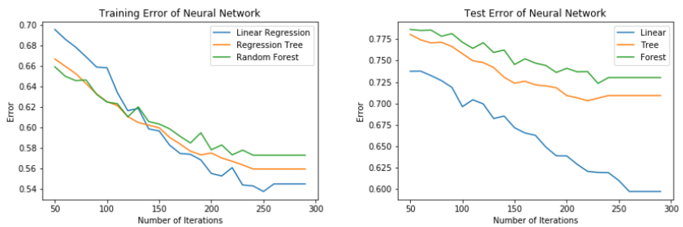 Training Error of Neural Network
0.70
0.68
0.66
0.64
0.62
0.60
0.58
0.56
0.54
Error
Linear Regression
Regression Tree
Random Forest
50 100 150 200 250 300
Number of Iterations
Test Error of Neural Network
0.775
0.750
0.725
0.700
0.675
0.650
0.625
0.600
Error
Linear
Tree
Forest
50 100 150 200 250 300
Number of Iterations